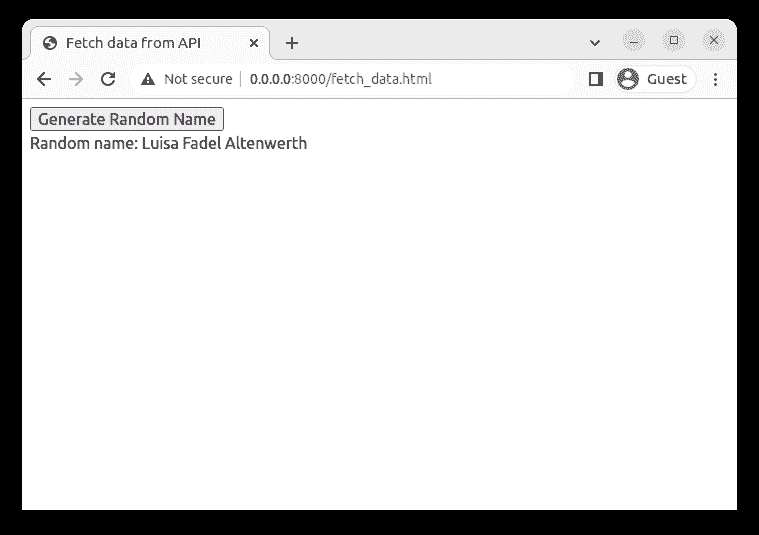 Fetch data from API
Not secure | 0.0.0.0:8000/fetch_data.html
Guest
Generate Random Name
Random name: Luisa Fadel Altenwerth